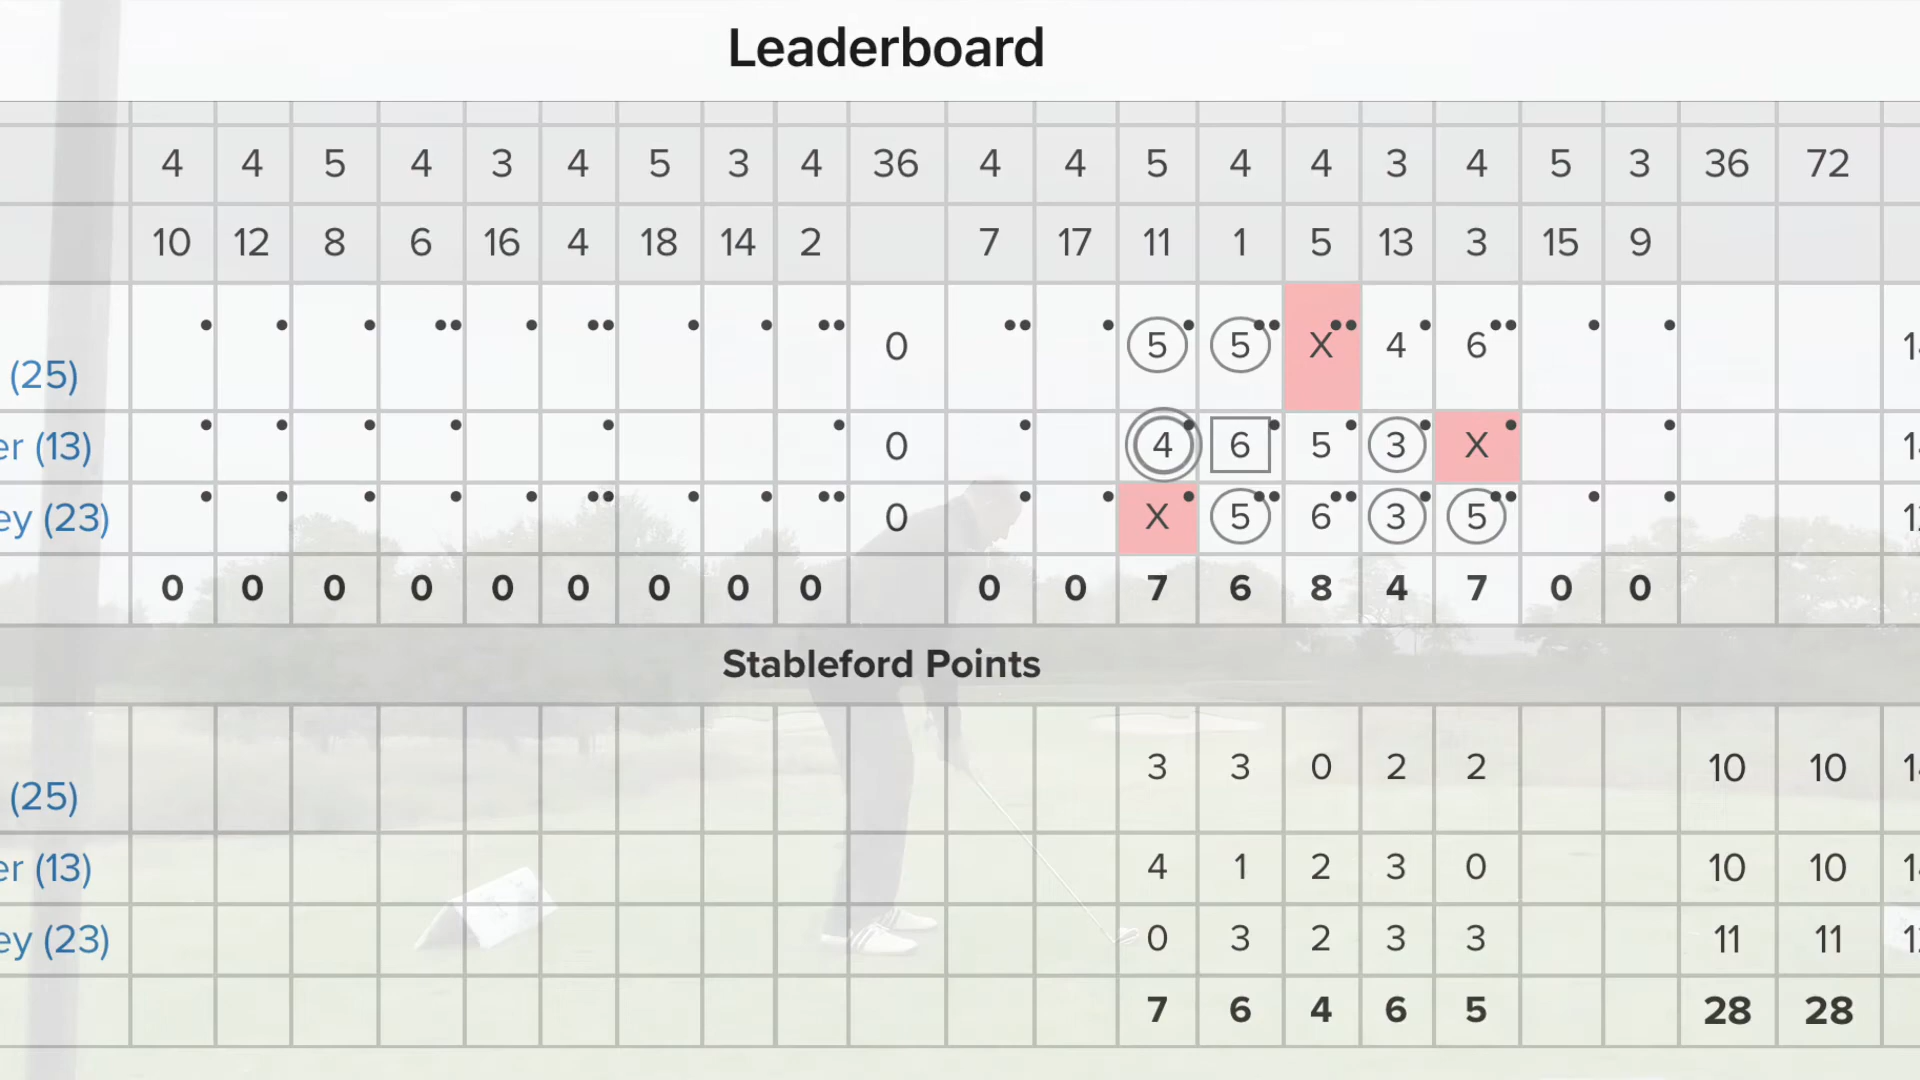 Leaderboard
4 4 5 4 3 4 5 3 4 36 4 4 5 4 4 3 4 5 3 36 72
10 12 8 6 16 4 18 14 2 7 17 11 1 5 13 3 15 9
0 5 5 X 4 6
(25)
er (13) 0 4 6 5 3 X
ey (23) 0 X 5 6 3 5
0 0 0 0 0 0 0 0 0 0 0 7 6 8 4 7 0 0
Stableford Points
3 3 0 2 2 10 10
(25)
er (13) 4 1 2 3 0 10 10
ey (23) 0 3 2 3 3 11 11
7 6 4 6 5 28 28